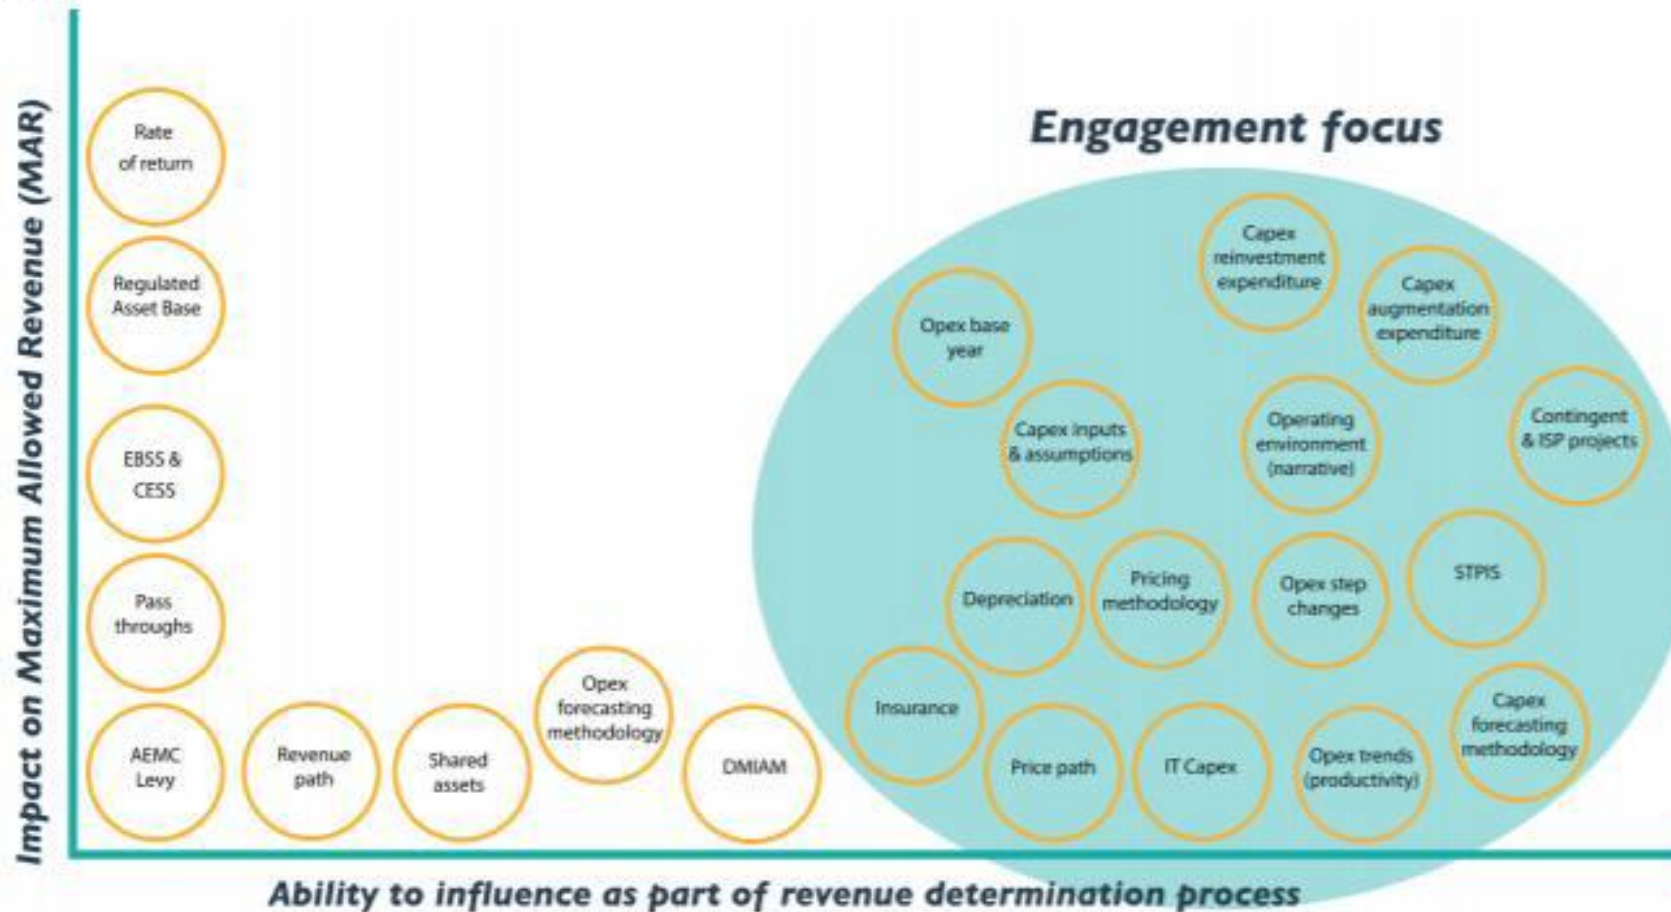 Impact on Maximum Allowed Revenue (MAR)
Rate
of return
Regulated
Asset Base
EBSS &
CESS
Pass
throughs
AEMC
Levy
Revenue
path
Shared
assets
Opex
forecasting
methodology
DMIAM
Engagement focus
Capex
reinvestment
expenditure
Capex
augmentation
expenditure
Opex base
year
Capex inputs
& assumptions
Operating
environment
(narrative)
Contingent
& ISP projects
Depreciation
Pricing
methodology
Opex step
changes
STPIS
Insurance
Price path
IT Capex
Opex trends
(productivity)
Capex
forecasting
methodology
Ability to influence as part of revenue determination process